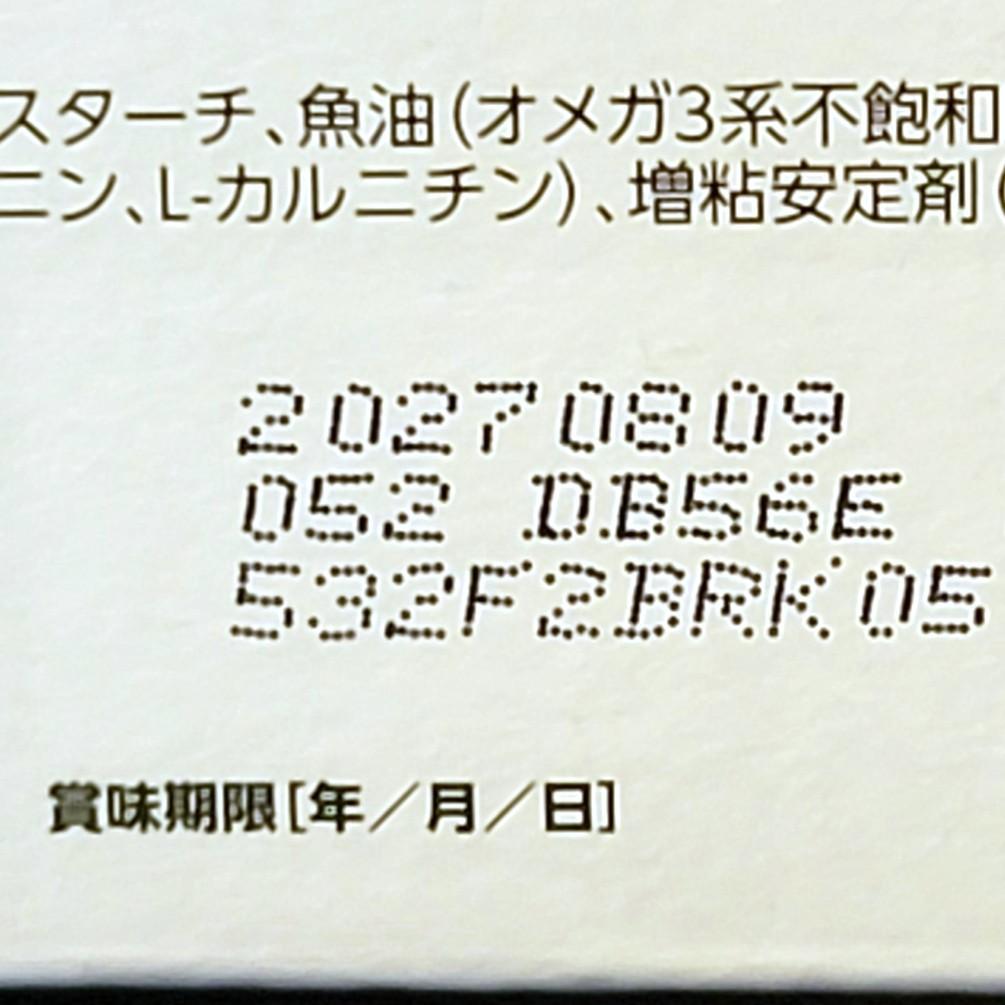 スターチ、魚油(オメガ3系不飽和
ニン、L-カルニチン)、増粘安定剤(
20270809
052 DB56E
532F2BRK05
賞味期限[年／月／日]